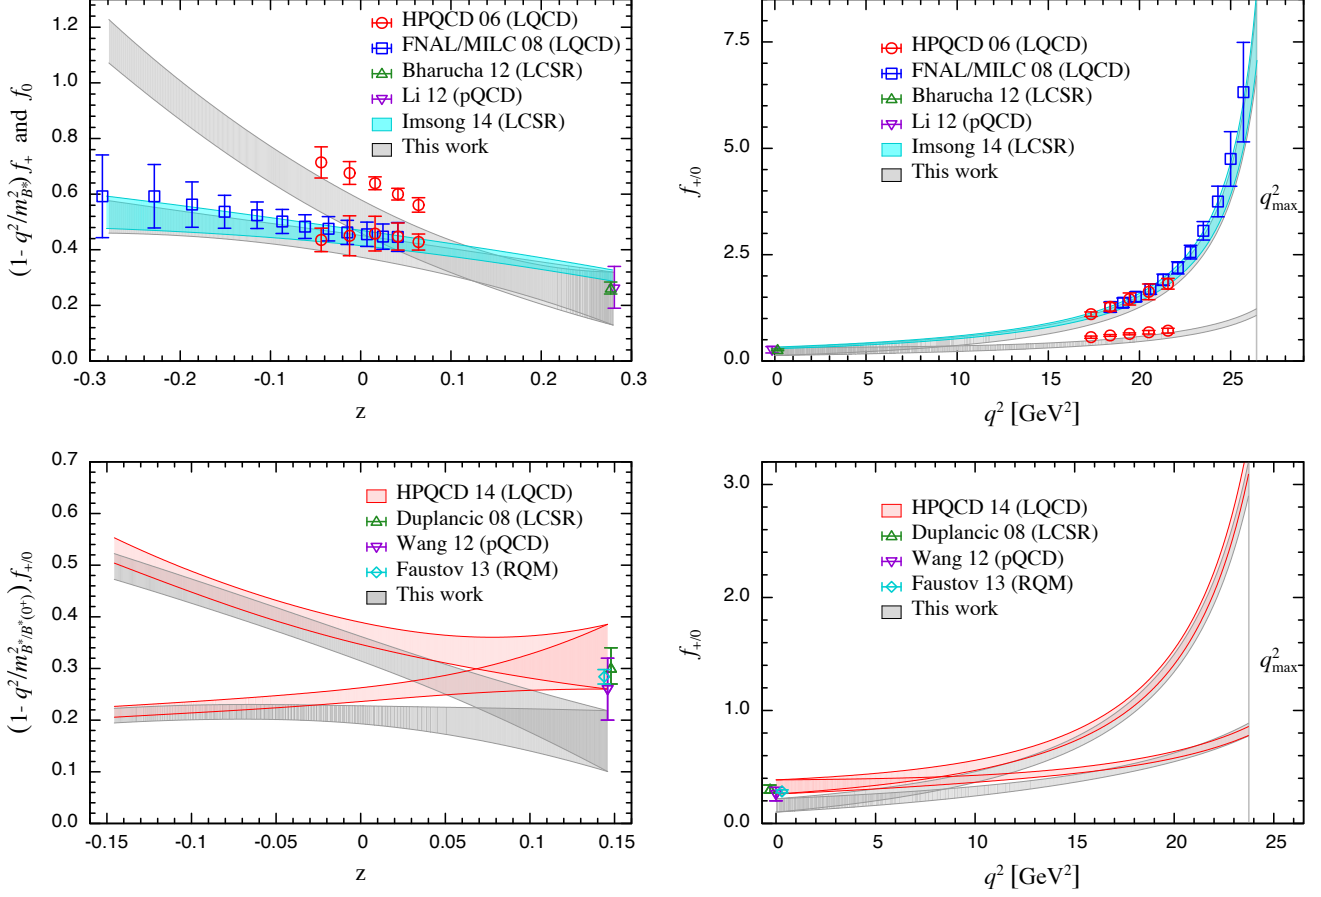 HPQCD 06 (LQCD)
FNAL/MILC 08 (LQCD)
Bharucha 12 (LCSR)
Li 12 (pQCD)
Imsong 14 (LCSR)
This work
(1- q²/m²_B*) f₊ and f₀
1.2
1.0
0.8
0.6
0.4
0.2
0.0
-0.3
-0.2
-0.1
0
0.1
0.2
0.3
z
HPQCD 06 (LQCD)
FNAL/MILC 08 (LQCD)
Bharucha 12 (LCSR)
Li 12 (pQCD)
Imsong 14 (LCSR)
This work
f₊/₀
7.5
5.0
2.5
0.0
q²max
0
5
10
15
20
25
q² [GeV²]
HPQCD 14 (LQCD)
Duplancic 08 (LCSR)
Wang 12 (pQCD)
Faustov 13 (RQM)
This work
(1- q²/m²_B*/B*(0⁺)) f₊/₀
0.7
0.6
0.5
0.4
0.3
0.2
0.1
0.0
-0.15
-0.1
-0.05
0
0.05
0.1
0.15
z
HPQCD 14 (LQCD)
Duplancic 08 (LCSR)
Wang 12 (pQCD)
Faustov 13 (RQM)
This work
f₊/₀
3.0
2.0
1.0
0.0
q²max
0
5
10
15
20
25
q² [GeV²]